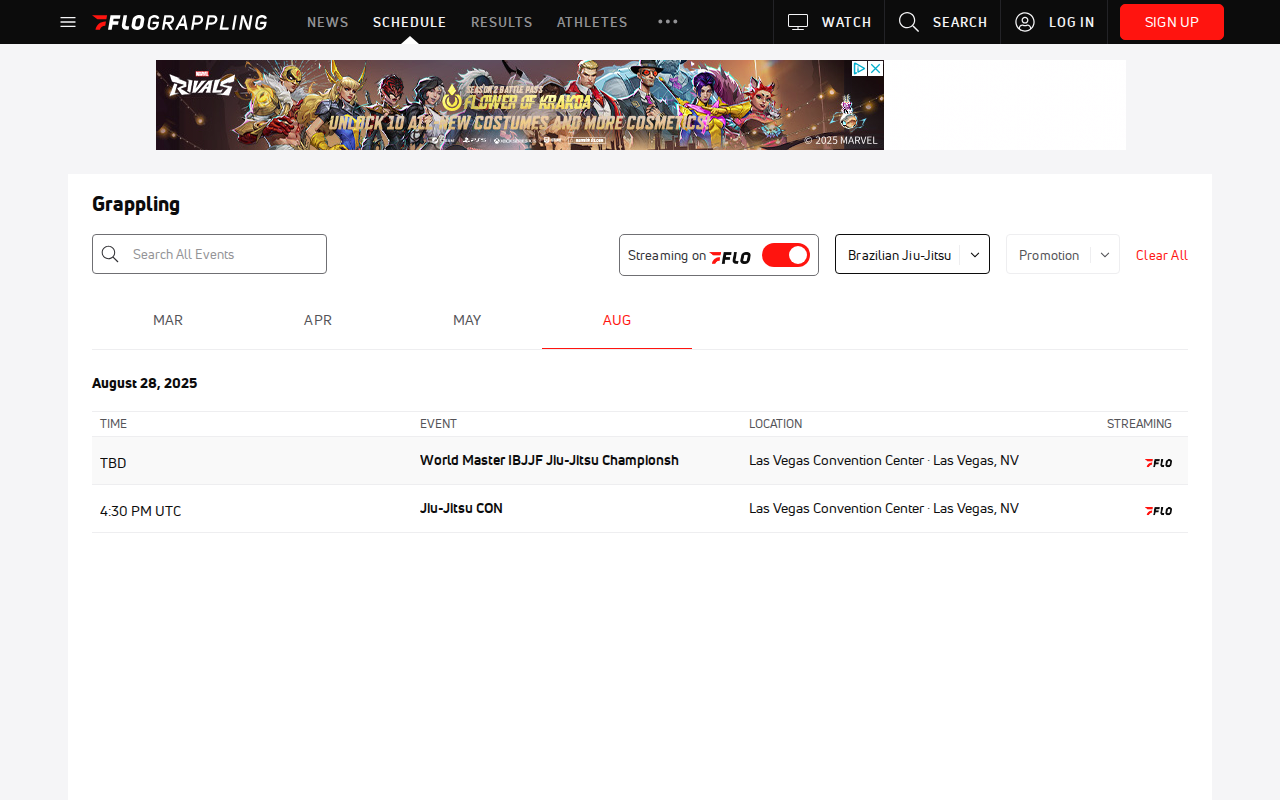 FLOGRAPPLING NEWS SCHEDULE RESULTS ATHLETES WATCH SEARCH LOG IN SIGN UP
MARVEL
RIVALS
SEASON 2 BATTLE PASS
FLOWER OF KRAKOA
UNLOCK 10 ALL NEW COSTUMES AND MORE COSMETICS
© 2025 MARVEL
Grappling
Search All Events Streaming on FLO Brazilian Jiu-Jitsu Promotion Clear All
MAR APR MAY AUG
August 28, 2025
TIME EVENT LOCATION STREAMING
TBD World Master IBJJF Jiu-Jitsu Championsh Las Vegas Convention Center · Las Vegas, NV FLO
4:30 PM UTC Jiu-Jitsu CON Las Vegas Convention Center · Las Vegas, NV FLO